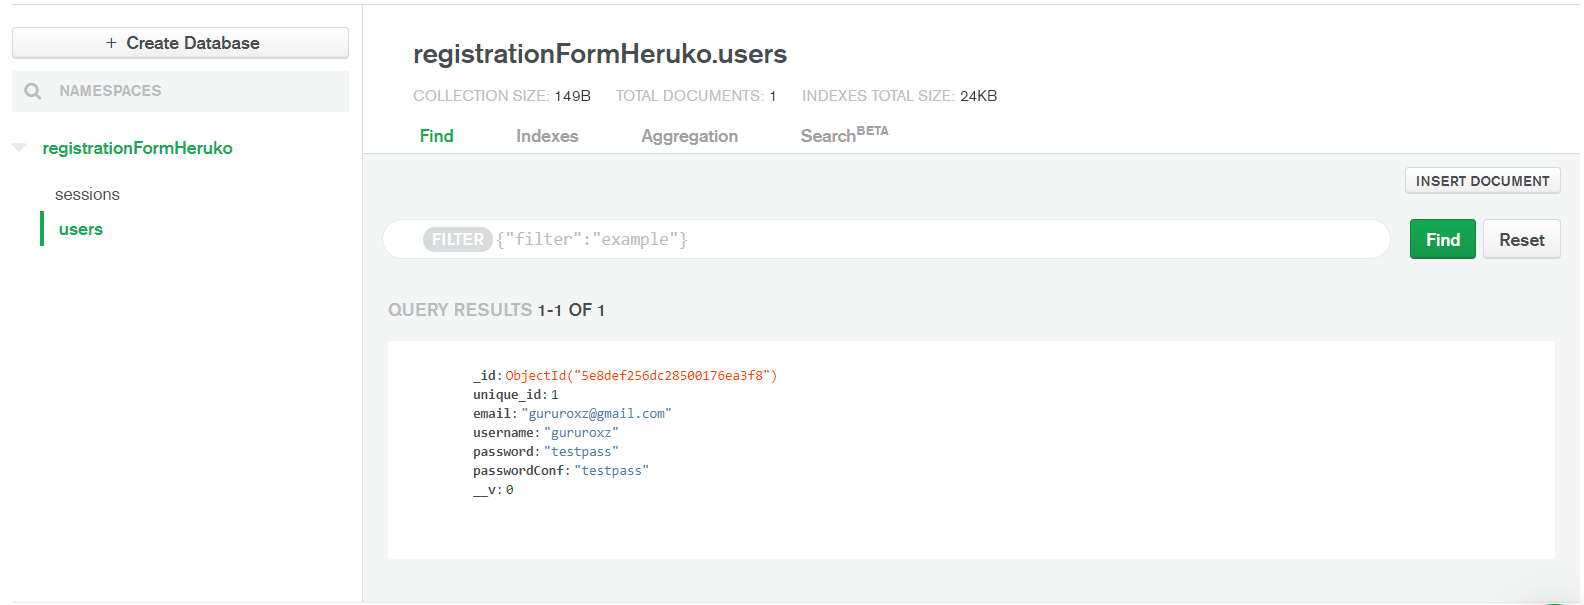 + Create Database
NAMESPACES
registrationFormHeruko
sessions
users
registrationFormHeruko.users
COLLECTION SIZE: 149B TOTAL DOCUMENTS: 1 INDEXES TOTAL SIZE: 24KB
Find Indexes Aggregation Search BETA
INSERT DOCUMENT
FILTER {"filter":"example"} Find Reset
QUERY RESULTS 1-1 OF 1
_id: ObjectId("5e8def256dc28500176ea3f8")
unique_id: 1
email: "gururoxz@gmail.com"
username: "gururoxz"
password: "testpass"
passwordConf: "testpass"
__v: 0